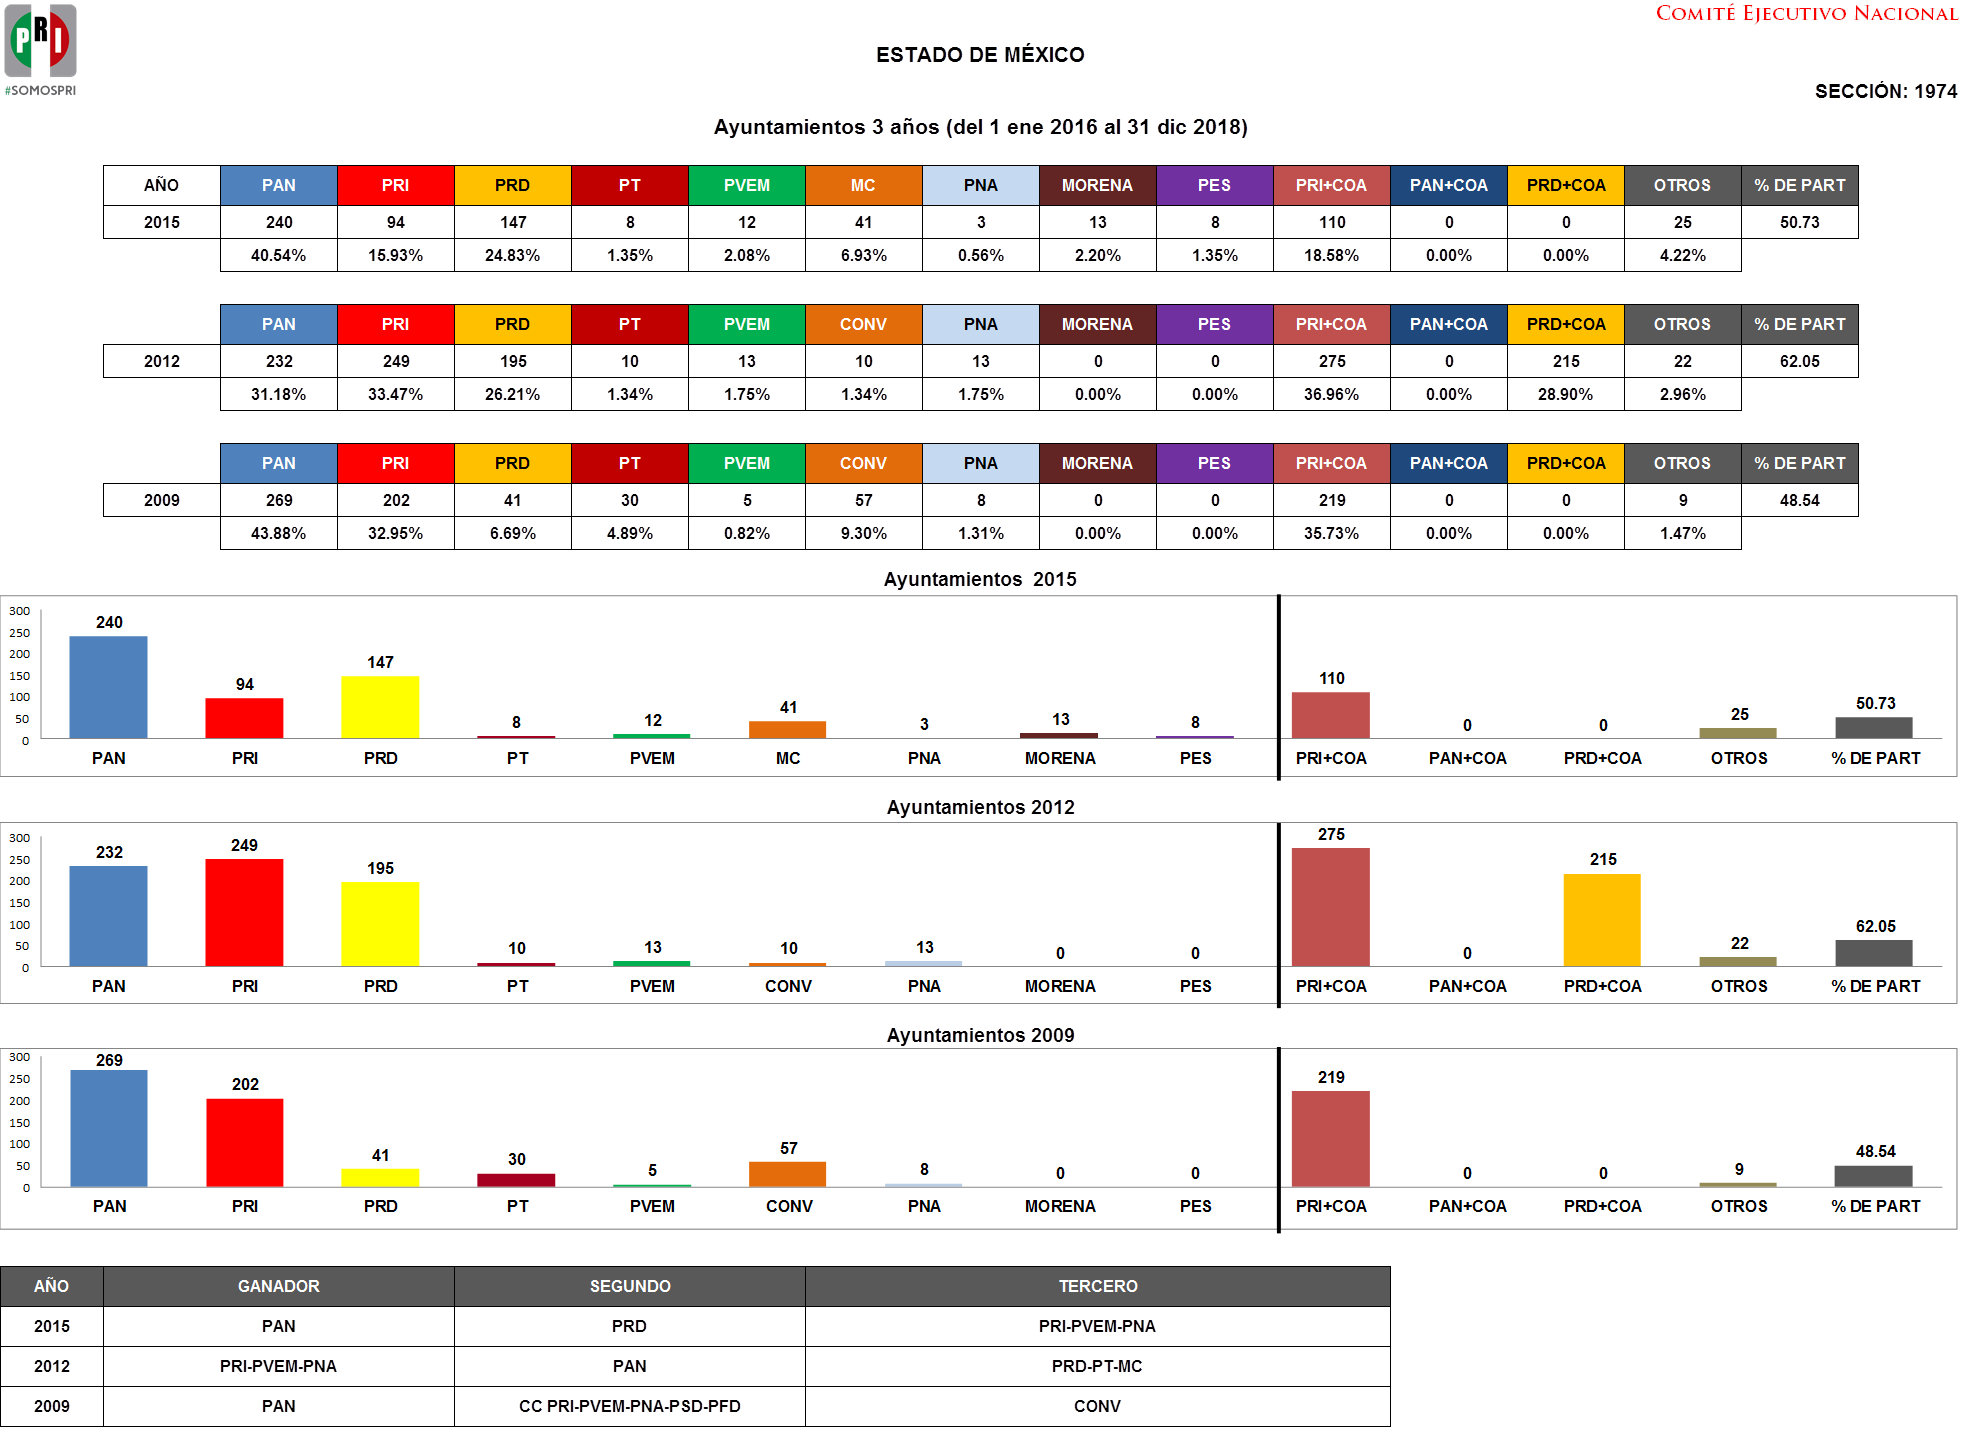 COMITÉ EJECUTIVO NACIONAL
PRI
#SOMOSPRI
ESTADO DE MÉXICO
SECCIÓN: 1974
Ayuntamientos 3 años (del 1 ene 2016 al 31 dic 2018)
AÑO PAN PRI PRD PT PVEM MC PNA MORENA PES PRI+COA PAN+COA PRD+COA OTROS % DE PART
2015 240 94 147 8 12 41 3 13 8 110 0 0 25 50.73
40.54% 15.93% 24.83% 1.35% 2.08% 6.93% 0.56% 2.20% 1.35% 18.58% 0.00% 0.00% 4.22%
PAN PRI PRD PT PVEM CONV PNA MORENA PES PRI+COA PAN+COA PRD+COA OTROS % DE PART
2012 232 249 195 10 13 10 13 0 0 275 0 215 22 62.05
31.18% 33.47% 26.21% 1.34% 1.75% 1.34% 1.75% 0.00% 0.00% 36.96% 0.00% 28.90% 2.96%
PAN PRI PRD PT PVEM CONV PNA MORENA PES PRI+COA PAN+COA PRD+COA OTROS % DE PART
2009 269 202 41 30 5 57 8 0 0 219 0 0 9 48.54
43.88% 32.95% 6.69% 4.89% 0.82% 9.30% 1.31% 0.00% 0.00% 35.73% 0.00% 0.00% 1.47%
Ayuntamientos 2015
300
250
200
150
100
50
0
240 94 147 8 12 41 3 13 8 110 0 0 25 50.73
PAN PRI PRD PT PVEM MC PNA MORENA PES PRI+COA PAN+COA PRD+COA OTROS % DE PART
Ayuntamientos 2012
300
250
200
150
100
50
0
232 249 195 10 13 10 13 0 0 275 0 215 22 62.05
PAN PRI PRD PT PVEM CONV PNA MORENA PES PRI+COA PAN+COA PRD+COA OTROS % DE PART
Ayuntamientos 2009
300
250
200
150
100
50
0
269 202 41 30 5 57 8 0 0 219 0 0 9 48.54
PAN PRI PRD PT PVEM CONV PNA MORENA PES PRI+COA PAN+COA PRD+COA OTROS % DE PART
AÑO GANADOR SEGUNDO TERCERO
2015 PAN PRD PRI-PVEM-PNA
2012 PRI-PVEM-PNA PAN PRD-PT-MC
2009 PAN CC PRI-PVEM-PNA-PSD-PFD CONV